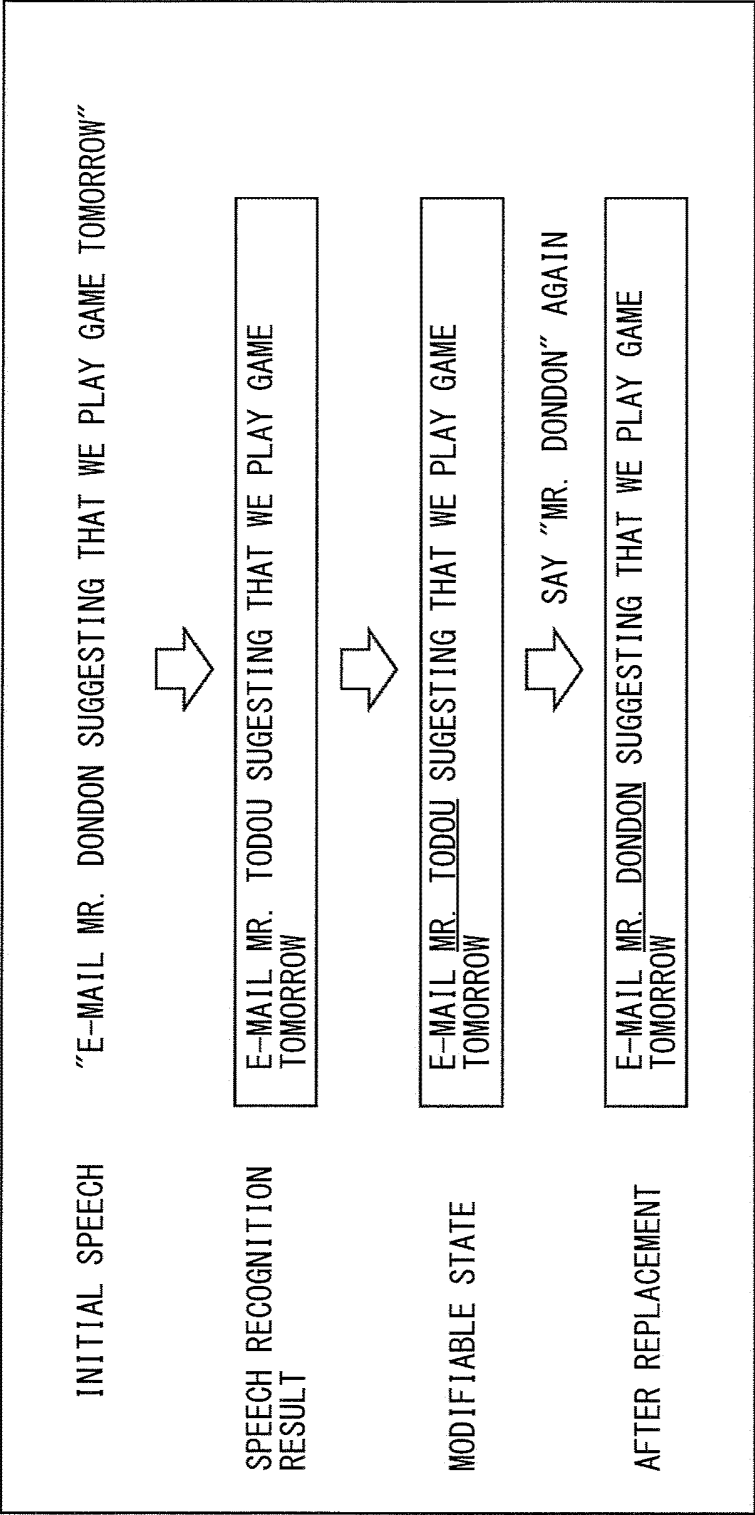 INITIAL SPEECH
"E-MAIL MR. DONDON SUGGESTING THAT WE PLAY GAME TOMORROW"
SPEECH RECOGNITION
RESULT
E-MAIL MR. TODOU SUGESTING THAT WE PLAY GAME
TOMORROW
MODIFIABLE STATE
E-MAIL MR. TODOU SUGESTING THAT WE PLAY GAME
TOMORROW
SAY "MR. DONDON" AGAIN
AFTER REPLACEMENT
E-MAIL MR. DONDON SUGGESTING THAT WE PLAY GAME
TOMORROW